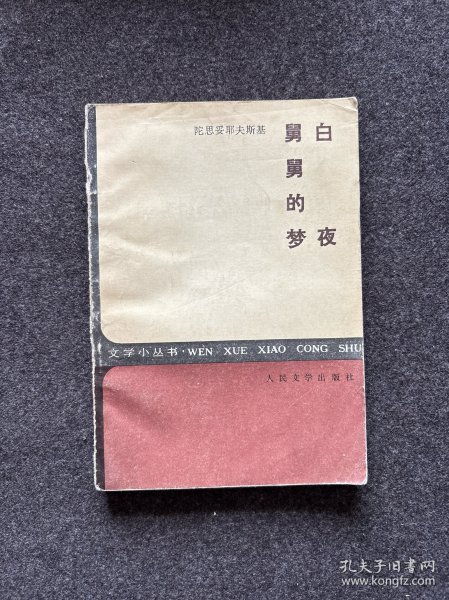 陀思妥耶夫斯基
白夜
舅舅的梦
文学小丛书·WEN XUE XIAO CONG SHU
人民文学出版社
孔夫子旧书网
www.kongfz.com